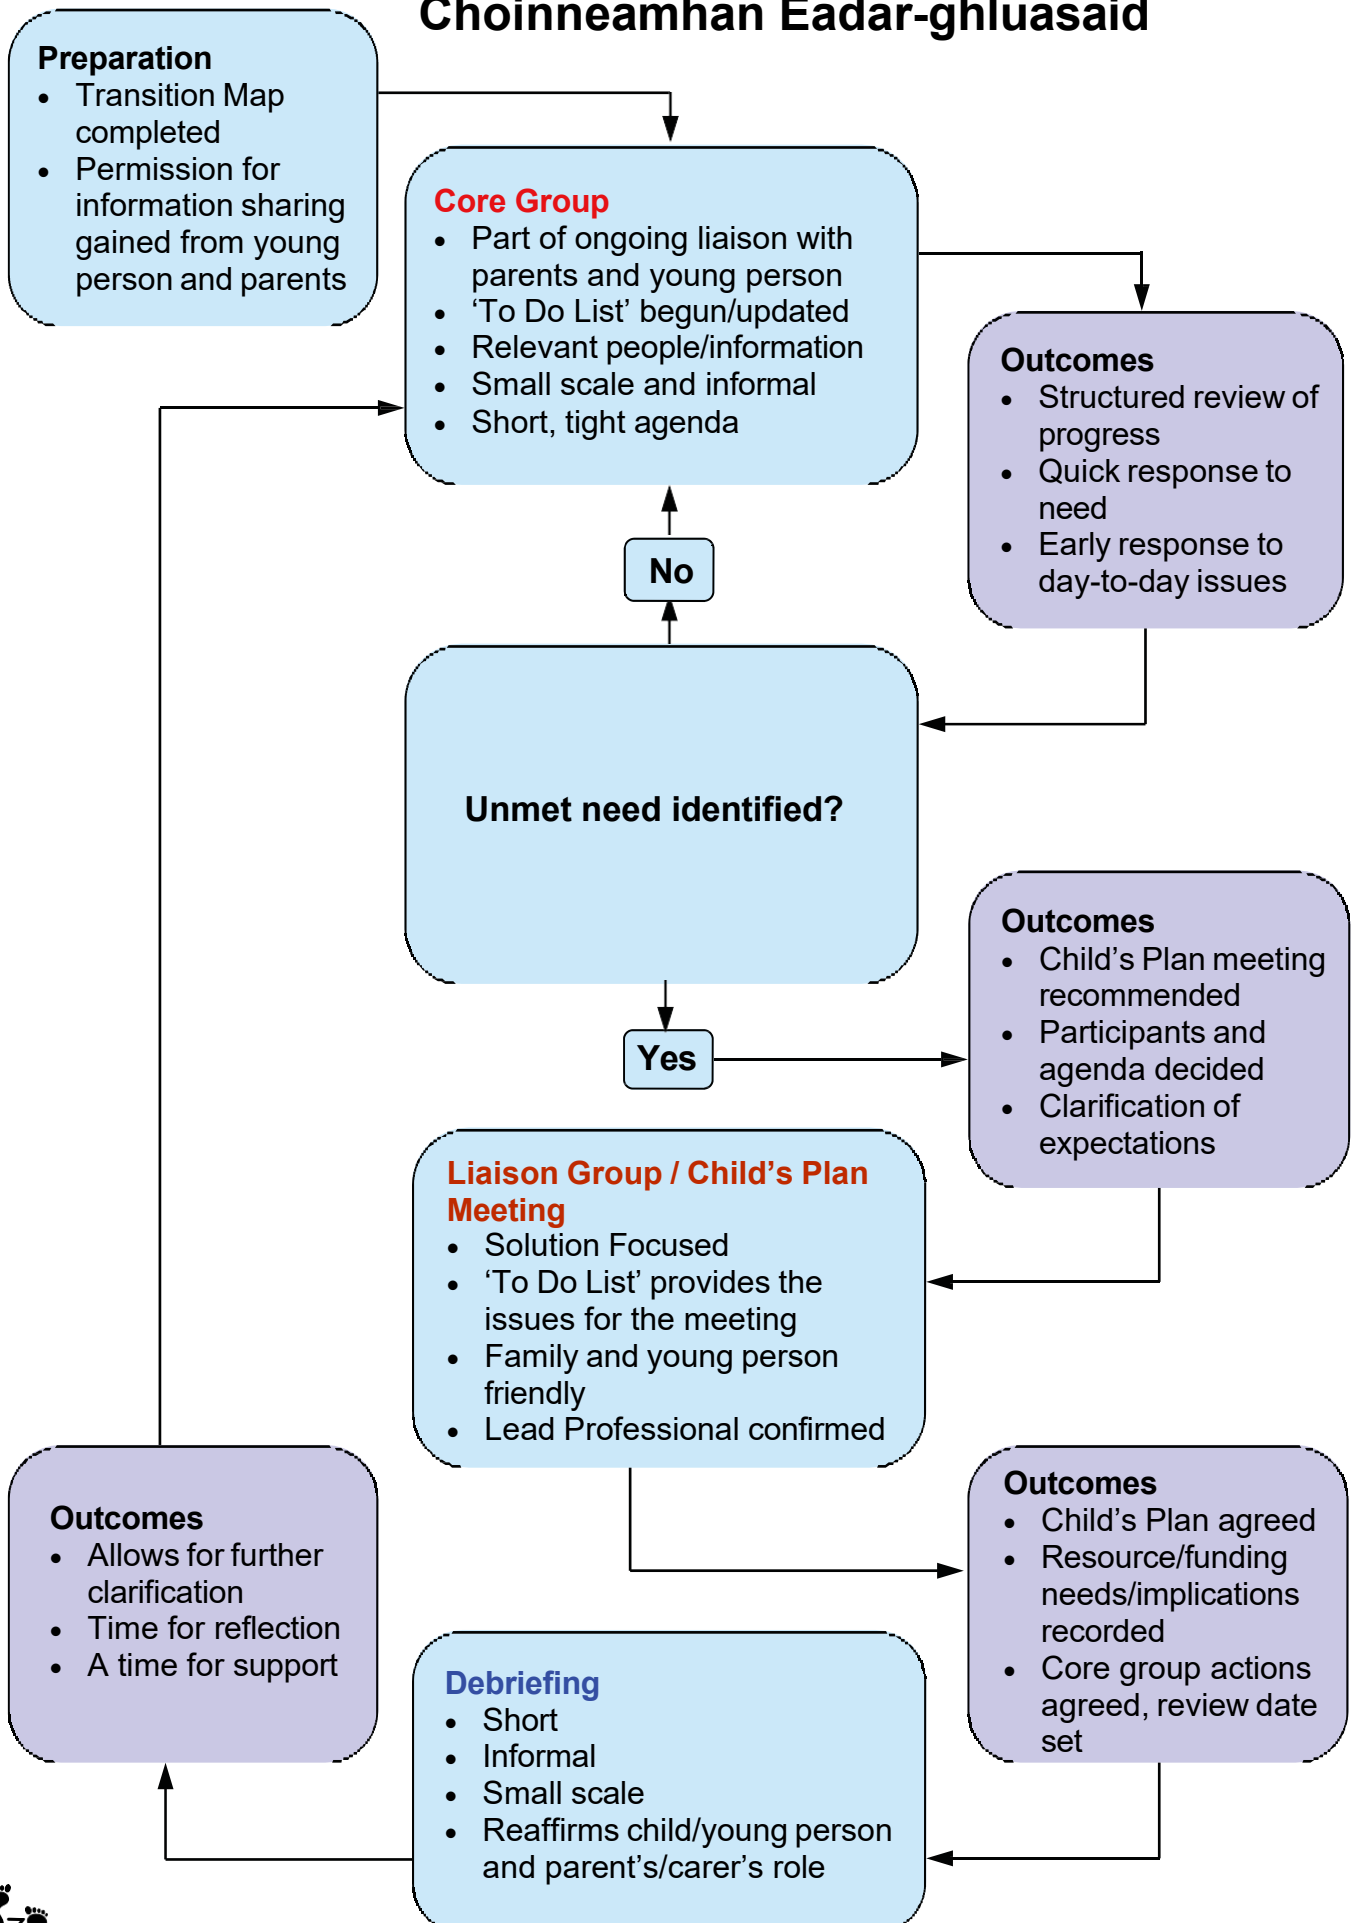 Choinneamhan Eadar-ghluasaid
Preparation
• Transition Map
completed
• Permission for
information sharing
gained from young
person and parents
Core Group
• Part of ongoing liaison with
parents and young person
• ‘To Do List’ begun/updated
• Relevant people/information
• Small scale and informal
• Short, tight agenda
Outcomes
• Structured review of
progress
• Quick response to
need
• Early response to
day-to-day issues
No
Unmet need identified?
Yes
Outcomes
• Child’s Plan meeting
recommended
• Participants and
agenda decided
• Clarification of
expectations
Liaison Group / Child’s Plan
Meeting
• Solution Focused
• ‘To Do List’ provides the
issues for the meeting
• Family and young person
friendly
• Lead Professional confirmed
Outcomes
• Child’s Plan agreed
• Resource/funding
needs/implications
recorded
• Core group actions
agreed, review date
set
Debriefing
• Short
• Informal
• Small scale
• Reaffirms child/young person
and parent’s/carer’s role
Outcomes
• Allows for further
clarification
• Time for reflection
• A time for support